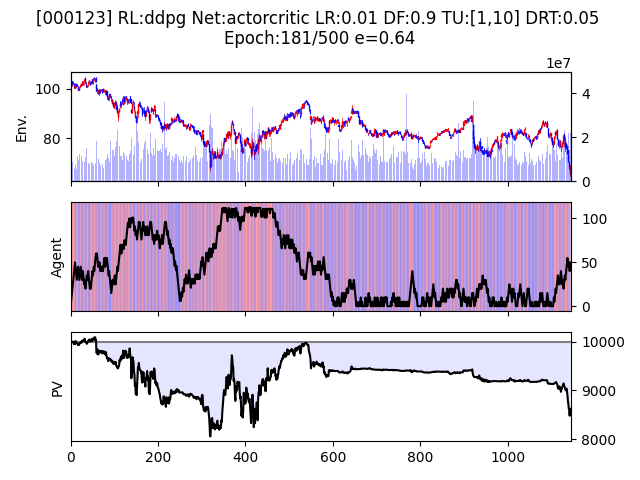 [000123] RL:ddpg Net:actorcritic LR:0.01 DF:0.9 TU:[1,10] DRT:0.05
Epoch:181/500 e=0.64
1e7
100
80
Env.
4
2
0
Agent
100
50
0
PV
10000
9000
8000
0
200
400
600
800
1000